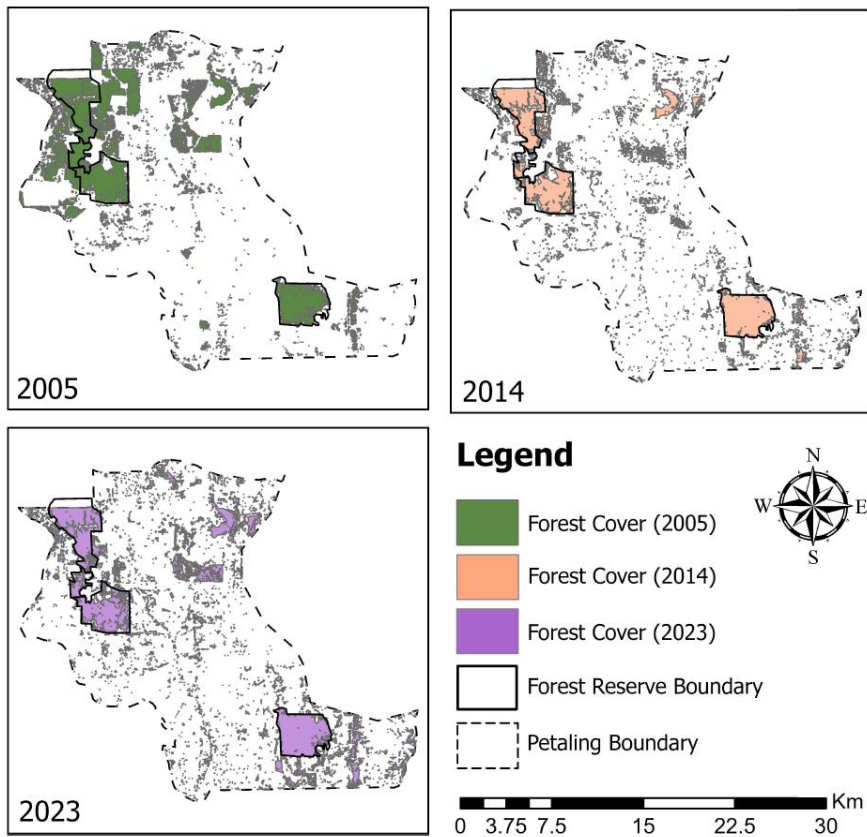 2005
2014
2023
Legend
N
W E
S
Forest Cover (2005)
Forest Cover (2014)
Forest Cover (2023)
Forest Reserve Boundary
Petaling Boundary
Km
0 3.75 7.5 15 22.5 30